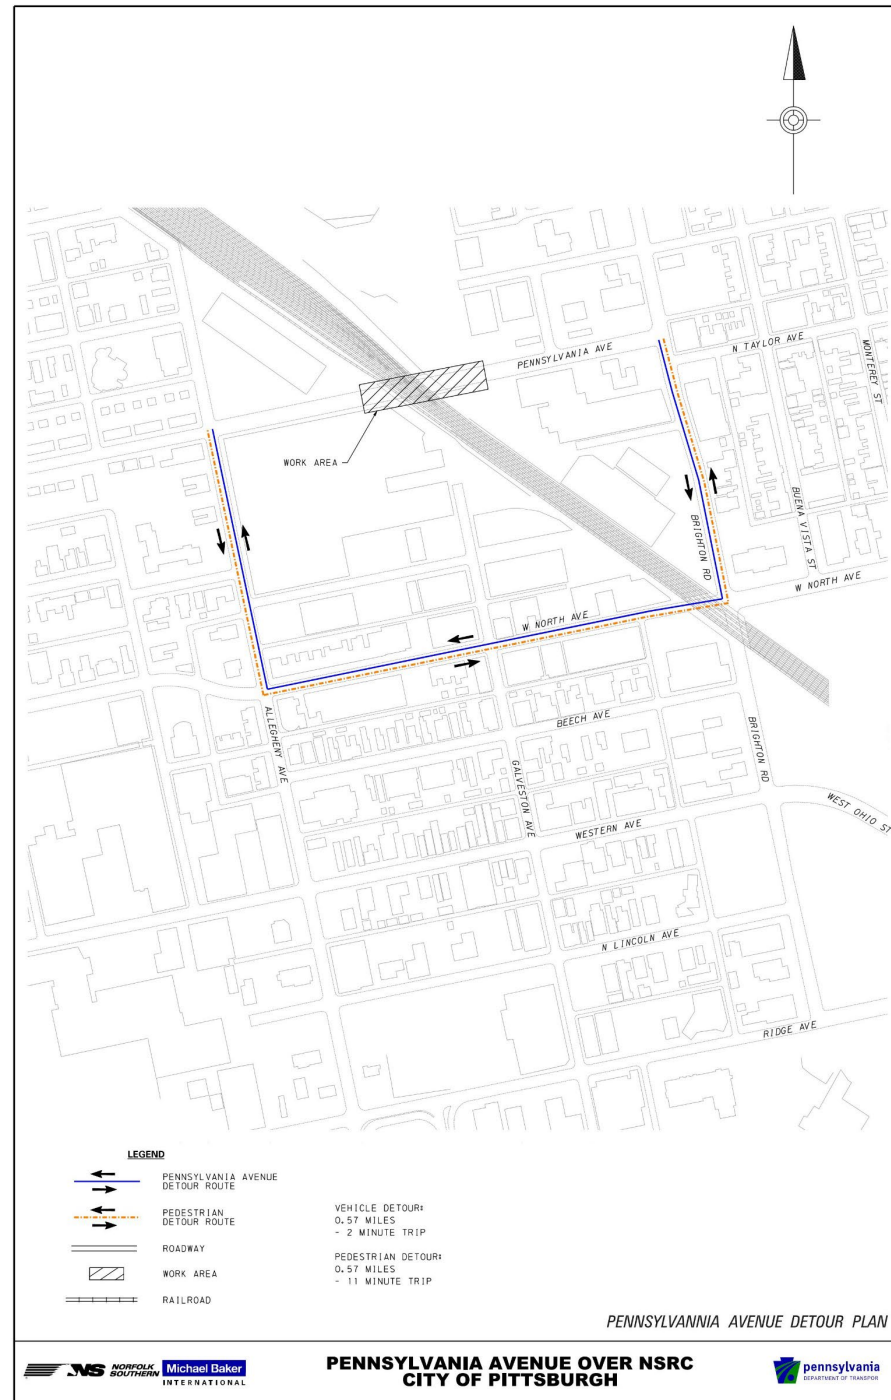 PENNSYLVANIA AVE
N TAYLOR AVE
MONTEREY ST
WORK AREA
BUENA VISTA ST
BRIGHTON RD
W NORTH AVE
W NORTH AVE
ALLEGHENY AVE
BEECH AVE
BRIGHTON RD
GALVESTON AVE
WEST OHIO ST
WESTERN AVE
N LINCOLN AVE
RIDGE AVE
LEGEND
PENNSYLVANIA AVENUE
DETOUR ROUTE
PEDESTRIAN
DETOUR ROUTE
ROADWAY
WORK AREA
RAILROAD
VEHICLE DETOUR:
0.57 MILES
- 2 MINUTE TRIP
PEDESTRIAN DETOUR:
0.57 MILES
- 11 MINUTE TRIP
PENNSYLVANNIA AVENUE DETOUR PLAN
NS NORFOLK
SOUTHERN
Michael Baker
INTERNATIONAL
PENNSYLVANIA AVENUE OVER NSRC
CITY OF PITTSBURGH
pennsylvania
DEPARTMENT OF TRANSPOR